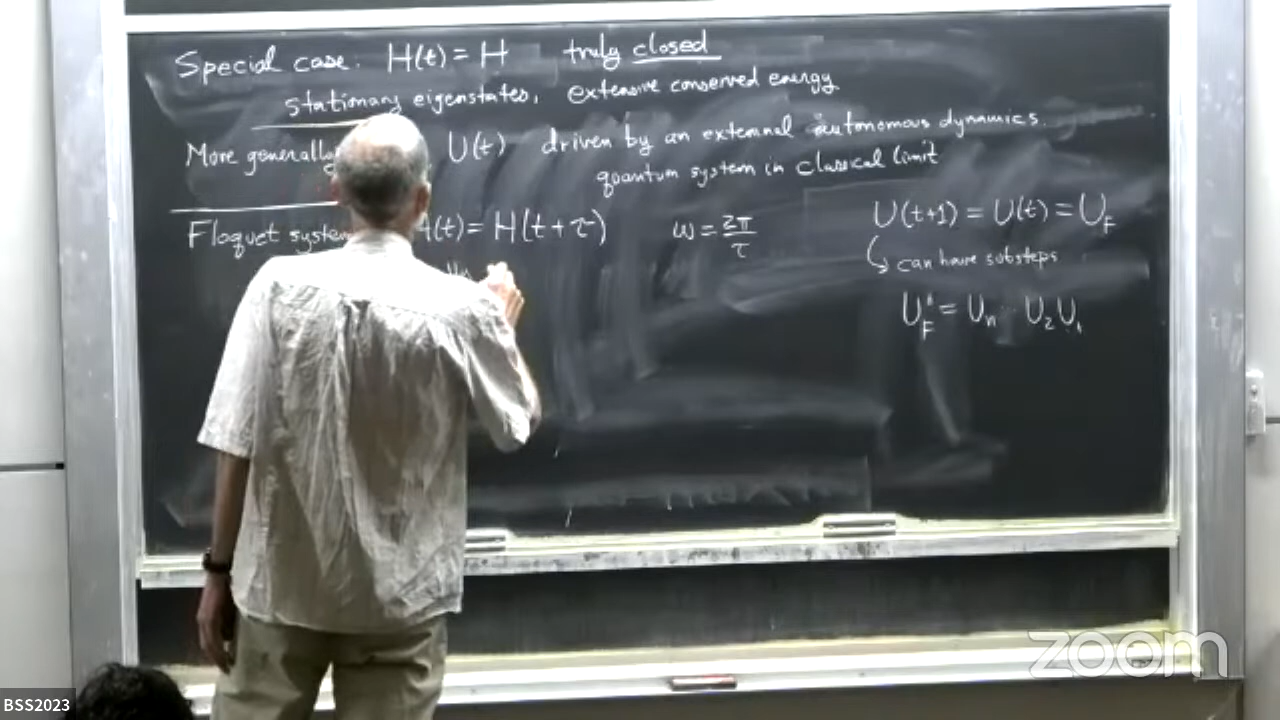 Special case: H(t) = H truly closed
stationary eigenstates, extensive conserved energy
More generally U(t) driven by an external autonomous dynamics.
quantum system in classical limit
Floquet H(t) = H(t + τ) ω = 2π/τ
U(t+1) = U(t) = U_F
↳ can have substeps
U_F = U_n ... U_2 U_1
zoom
BSS2023